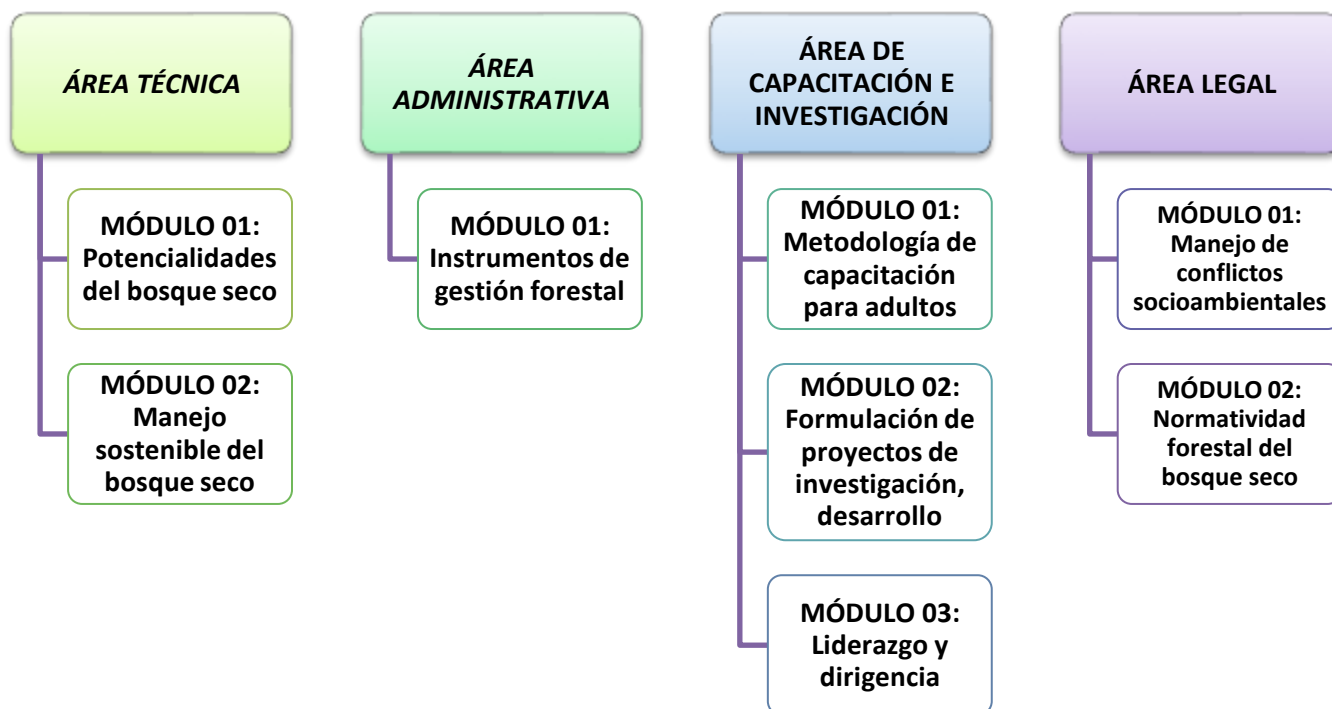 ÁREA TÉCNICA
MÓDULO 01:
Potencialidades
del bosque seco
MÓDULO 02:
Manejo
sostenible del
bosque seco
ÁREA
ADMINISTRATIVA
MÓDULO 01:
Instrumentos de
gestión forestal
ÁREA DE
CAPACITACIÓN E
INVESTIGACIÓN
MÓDULO 01:
Metodología de
capacitación
para adultos
MÓDULO 02:
Formulación de
proyectos de
investigación,
desarrollo
MÓDULO 03:
Liderazgo y
dirigencia
ÁREA LEGAL
MÓDULO 01:
Manejo de
conflictos
socioambientales
MÓDULO 02:
Normatividad
forestal del
bosque seco